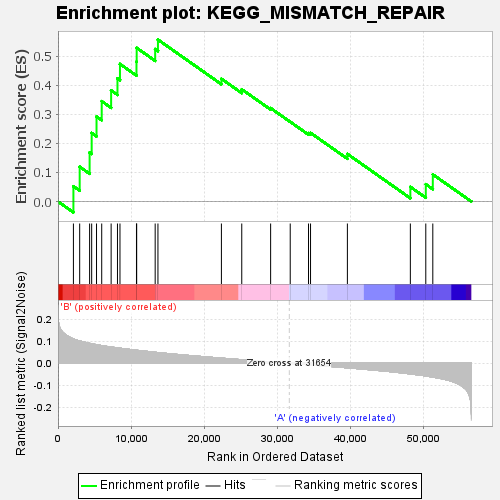 Enrichment plot: KEGG_MISMATCH_REPAIR
Enrichment score (ES)
0.5
0.4
0.3
0.2
0.1
0.0
'B' (positively correlated)
Ranked list metric (Signal2Noise)
0.2
0.1
0.0
-0.1
-0.2
Zero cross at 31654
'A' (negatively correlated)
0 10,000 20,000 30,000 40,000 50,000
Rank in Ordered Dataset
Enrichment profile Hits Ranking metric scores